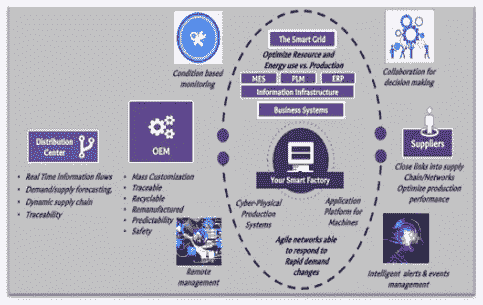 The Smart Grid
Optimize Resource and
Energy use vs. Production
MES PLM ERP
Information Infrastructure
Business Systems
Your Smart Factory
Cyber-Physical
Production
Systems
Application
Platform for
Machines
Agile networks able
to respond to
Rapid demand
changes
Condition based
monitoring
Collaboration for
decision making
Distribution
Center
• Real Time Information flows
• Demand/supply forecasting,
• Dynamic supply chain
• Traceability
OEM
• Mass Customization
• Traceable
• Recyclable
• Remanufactured
• Predictability
• Safety
Remote
management
Suppliers
Close links into supply
Chain/Networks
Optimize production
performance
Intelligent alerts & events
management